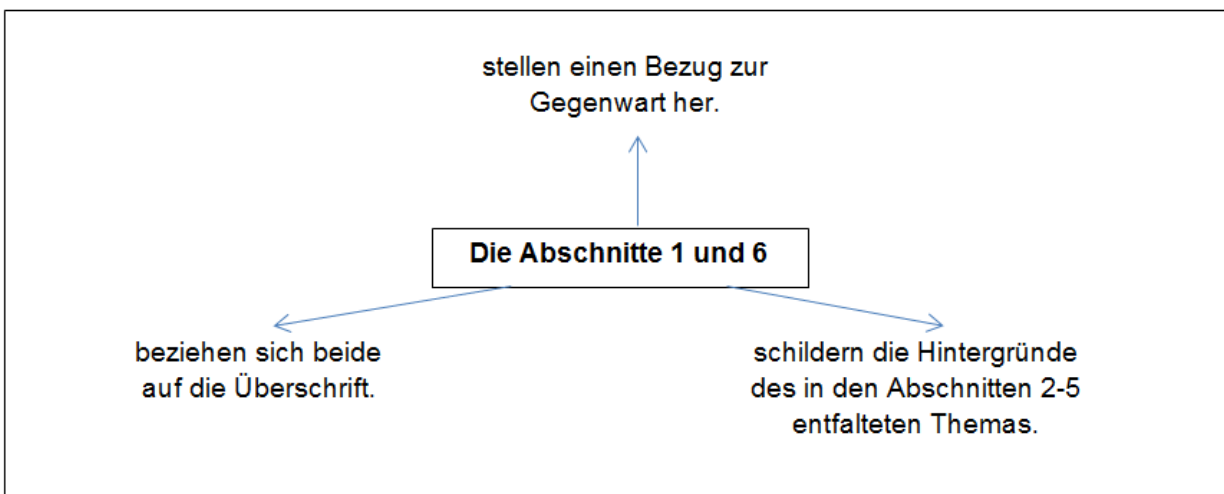 stellen einen Bezug zur
Gegenwart her.
Die Abschnitte 1 und 6
beziehen sich beide
auf die Überschrift.
schildern die Hintergründe
des in den Abschnitten 2-5
entfalteten Themas.